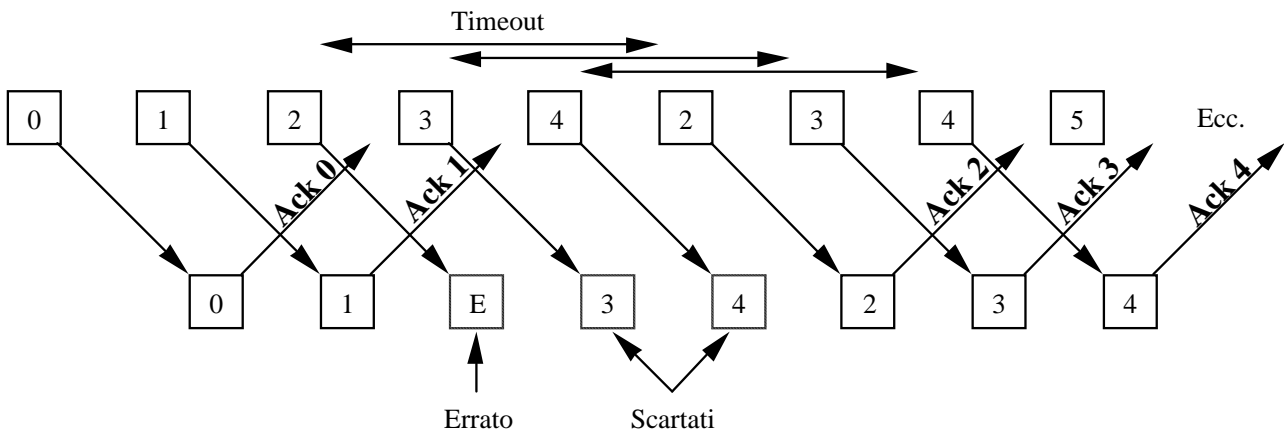 Timeout
0 1 2 3 4 2 3 4 5 Ecc.
Ack 0 Ack 1 Ack 2 Ack 3 Ack 4
0 1 E 3 4 2 3 4
Errato Scartati